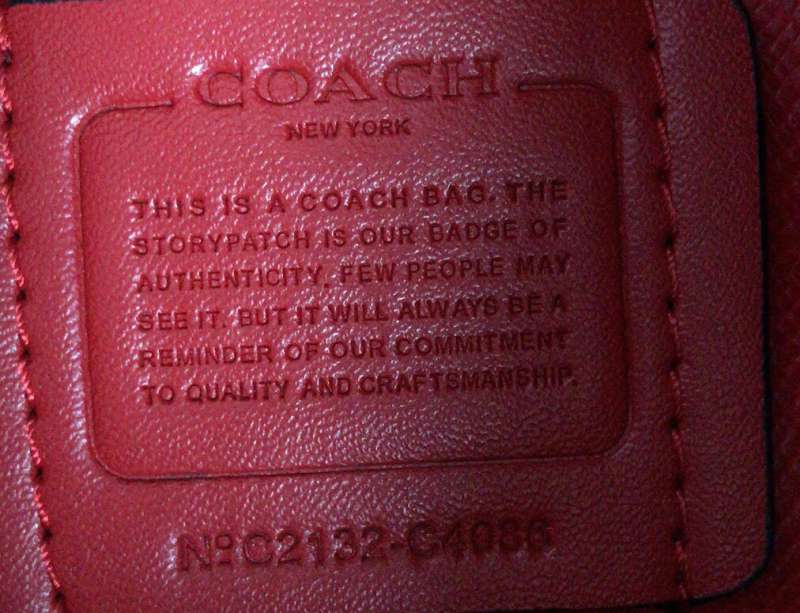 COACH
NEW YORK
THIS IS A COACH BAG. THE
STORYPATCH IS OUR BADGE OF
AUTHENTICITY. FEW PEOPLE MAY
SEE IT. BUT IT WILL ALWAYS BE A
REMINDER OF OUR COMMITMENT
TO QUALITY AND CRAFTSMANSHIP.
NºC2132-C4086